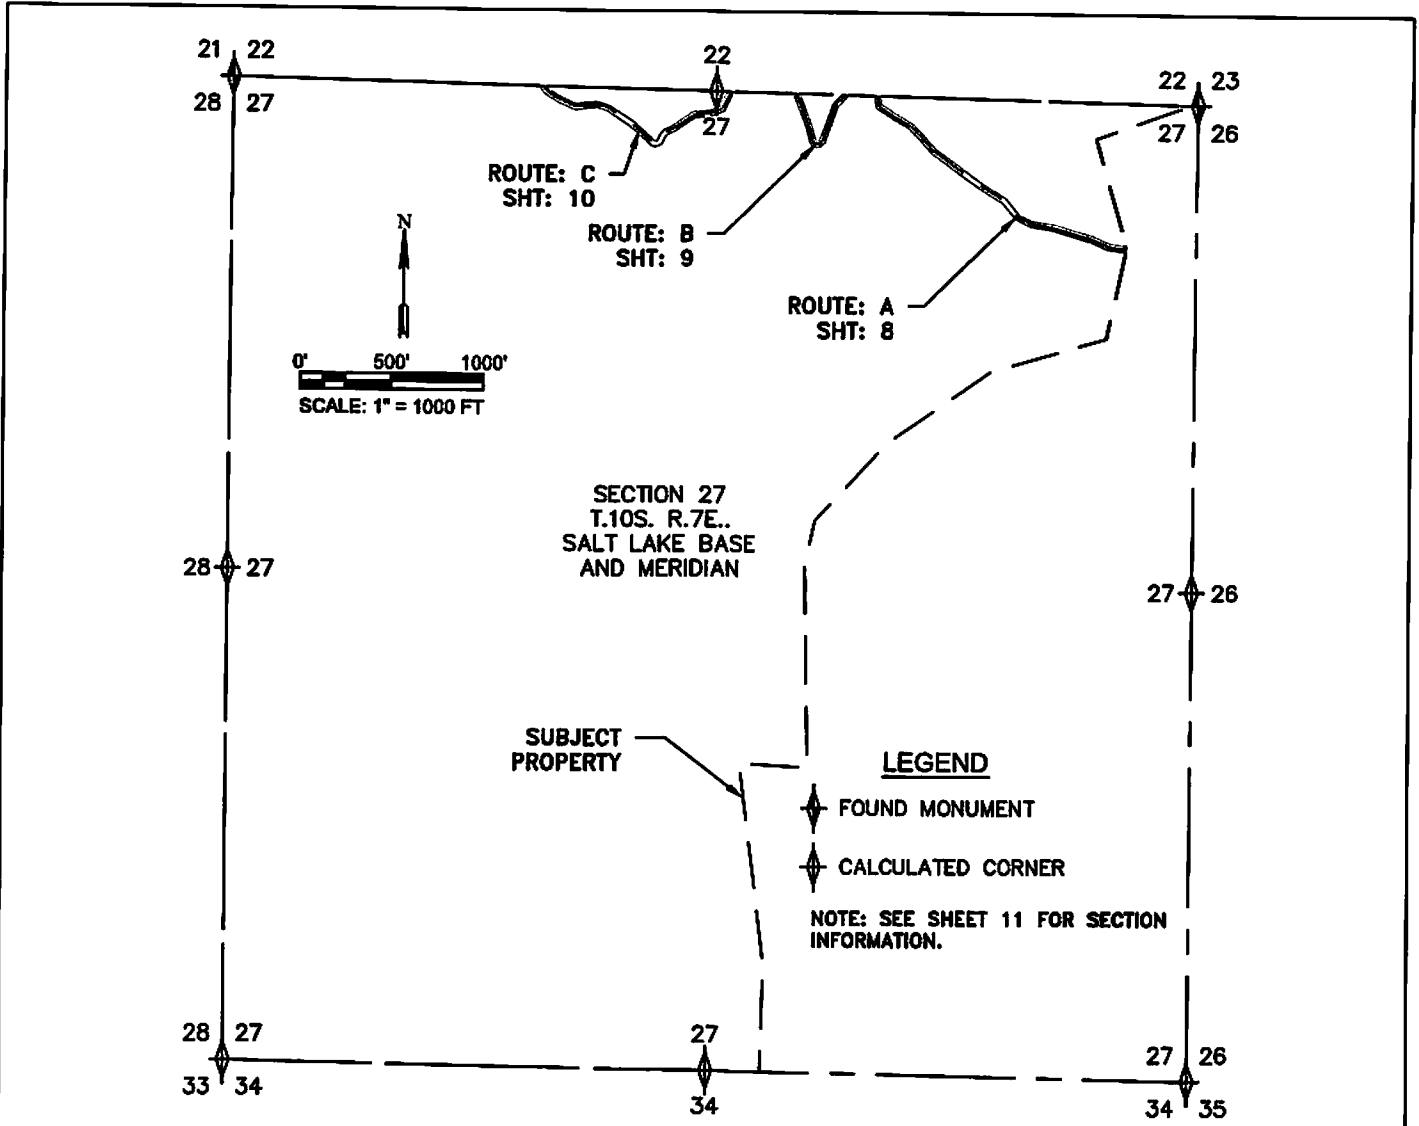 21 22
28 27
22
27
22 23
27 26
ROUTE: C
SHT: 10
ROUTE: B
SHT: 9
ROUTE: A
SHT: 8
N
0' 500' 1000'
SCALE: 1" = 1000 FT
SECTION 27
T.10S. R.7E..
SALT LAKE BASE
AND MERIDIAN
28 27
27 26
SUBJECT
PROPERTY
LEGEND
FOUND MONUMENT
CALCULATED CORNER
NOTE: SEE SHEET 11 FOR SECTION
INFORMATION.
28 27
33 34
27
34
27 26
34 35